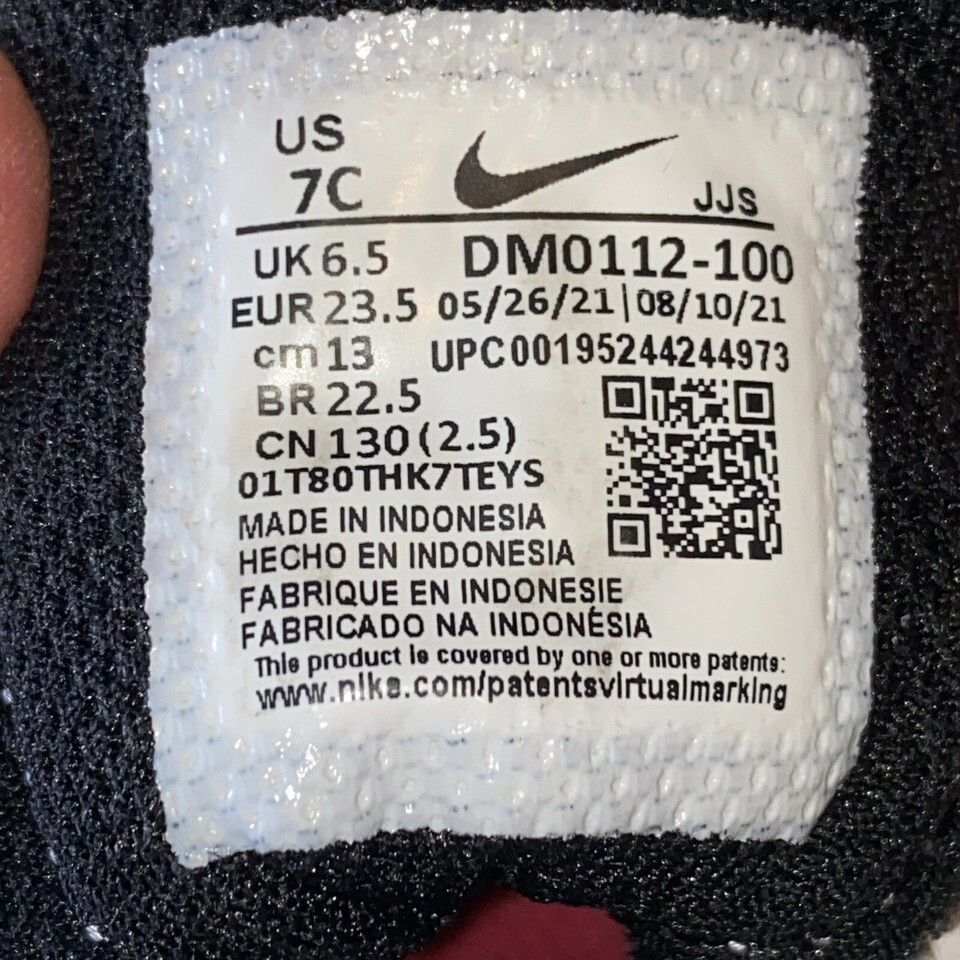 US
7C
JJS
UK 6.5 DM0112-100
EUR 23.5 05/26/21|08/10/21
cm 13 UPC00195244244973
BR 22.5
CN 130 (2.5)
01T80THK7TEYS
MADE IN INDONESIA
HECHO EN INDONESIA
FABRIQUE EN INDONESIE
FABRICADO NA INDONÉSIA
This product is covered by one or more patents:
www.nike.com/patentsvirtualmarking